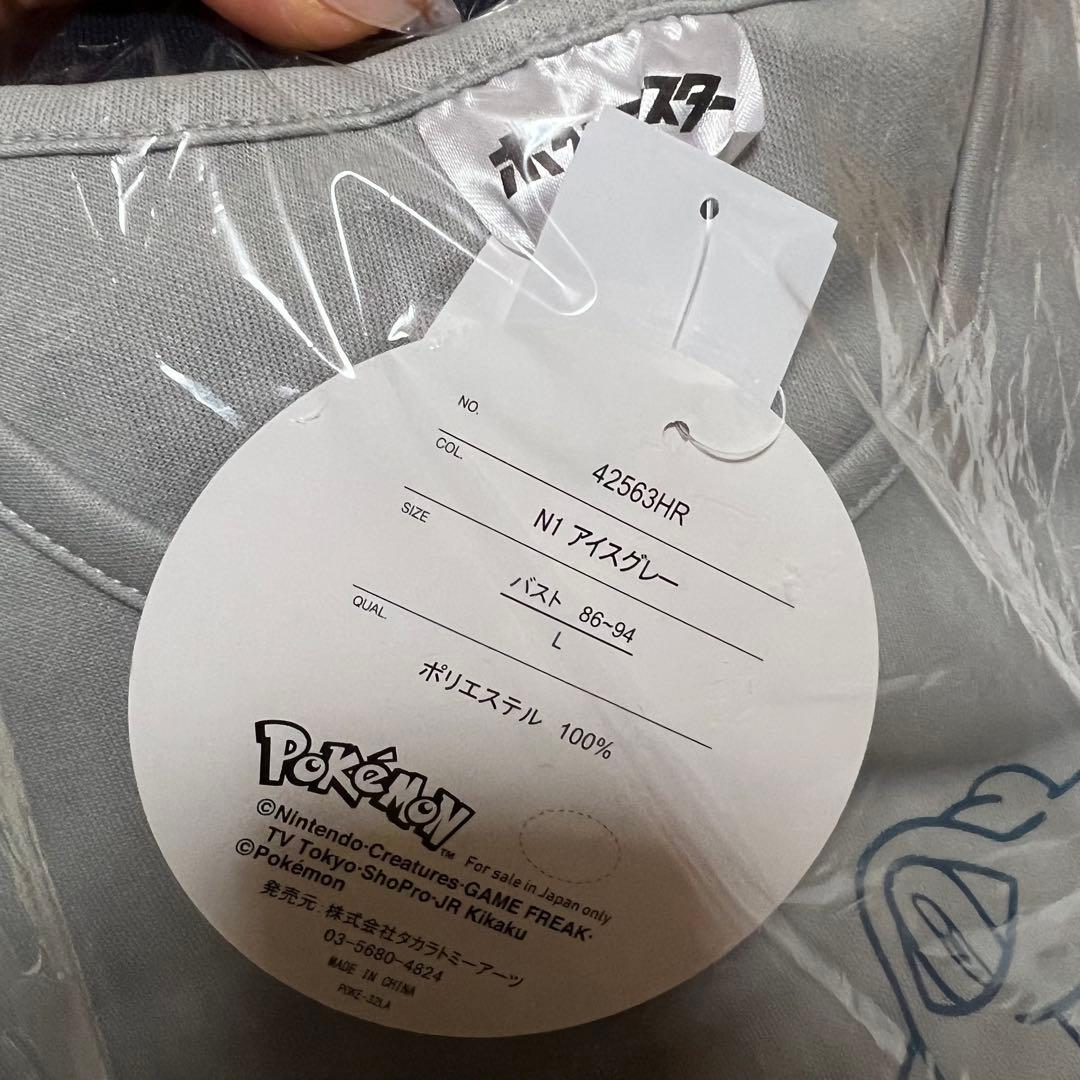 NO.
42563HR
COL.
N1 アイスグレー
SIZE
バスト 86~94
L
QUAL.
ポリエステル 100%
POKéMON
™ For sale in Japan only
©Nintendo·Creatures·GAME FREAK·
TV Tokyo·ShoPro·JR Kikaku
©Pokémon
発売元:株式会社タカラトミーアーツ
03-5680-4824
MADE IN CHINA
POKE-32LA